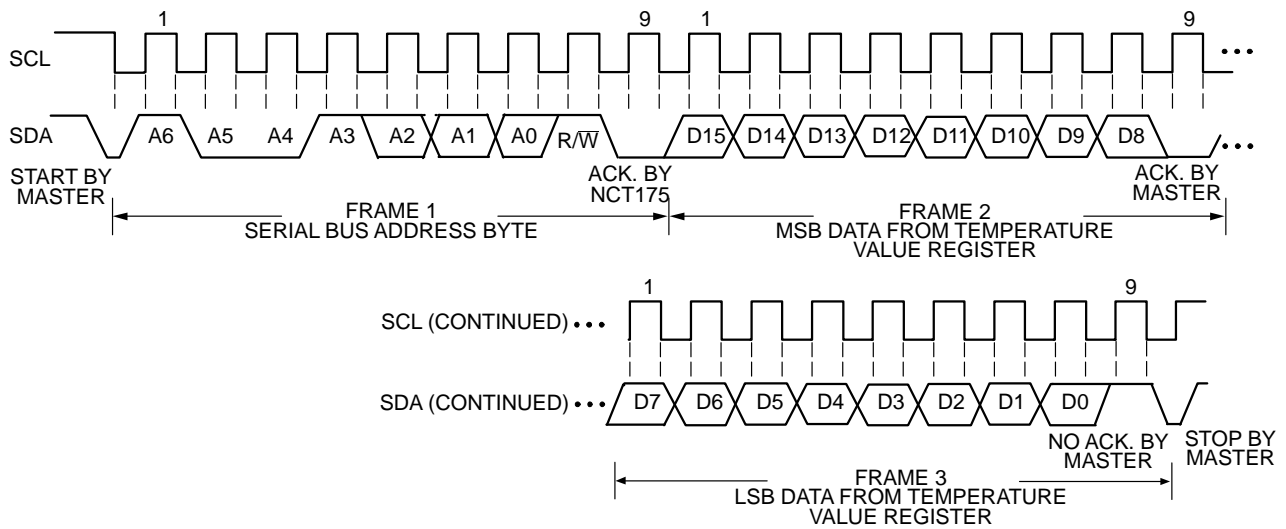 1 9 1 9
SCL
SDA A6 A5 A4 A3 A2 A1 A0 R/W̅ D15 D14 D13 D12 D11 D10 D9 D8
START BY
MASTER
ACK. BY
NCT175
ACK. BY
MASTER
FRAME 1
SERIAL BUS ADDRESS BYTE
FRAME 2
MSB DATA FROM TEMPERATURE
VALUE REGISTER
1 9
SCL (CONTINUED)
SDA (CONTINUED) D7 D6 D5 D4 D3 D2 D1 D0
NO ACK. BY
MASTER
STOP BY
MASTER
FRAME 3
LSB DATA FROM TEMPERATURE
VALUE REGISTER